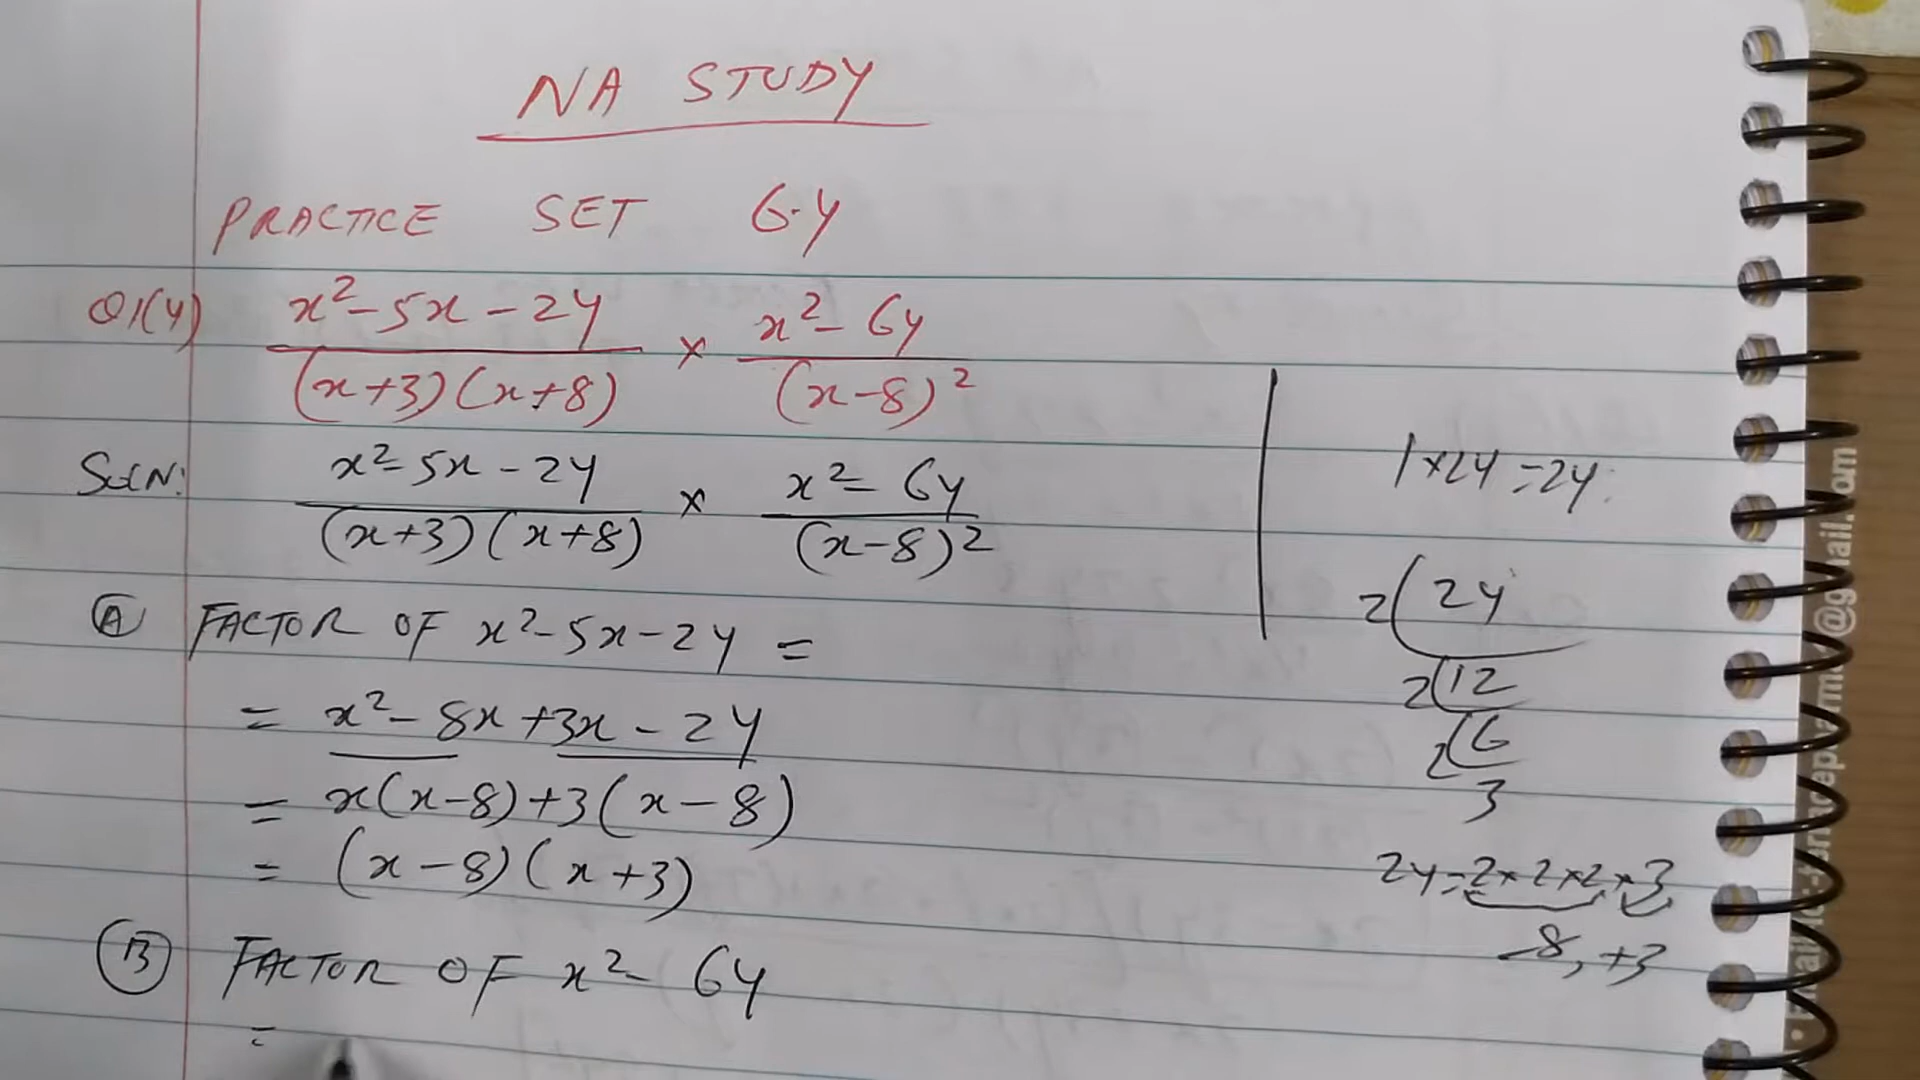 NA STUDY
PRACTICE SET 6.4
Q1(4) x²-5x-24/(x+3)(x+8) × x²-64/(x-8)²
SOLN: x²-5x-24/(x+3)(x+8) × x²-64/(x-8)²
(A) FACTOR OF x²-5x-24 =
= x²-8x+3x-24
= x(x-8)+3(x-8)
= (x-8)(x+3)
(B) FACTOR OF x²-64
=
1×24=24
2(24
2(12
2(6
3
24=2×2×2×3
-8, +3